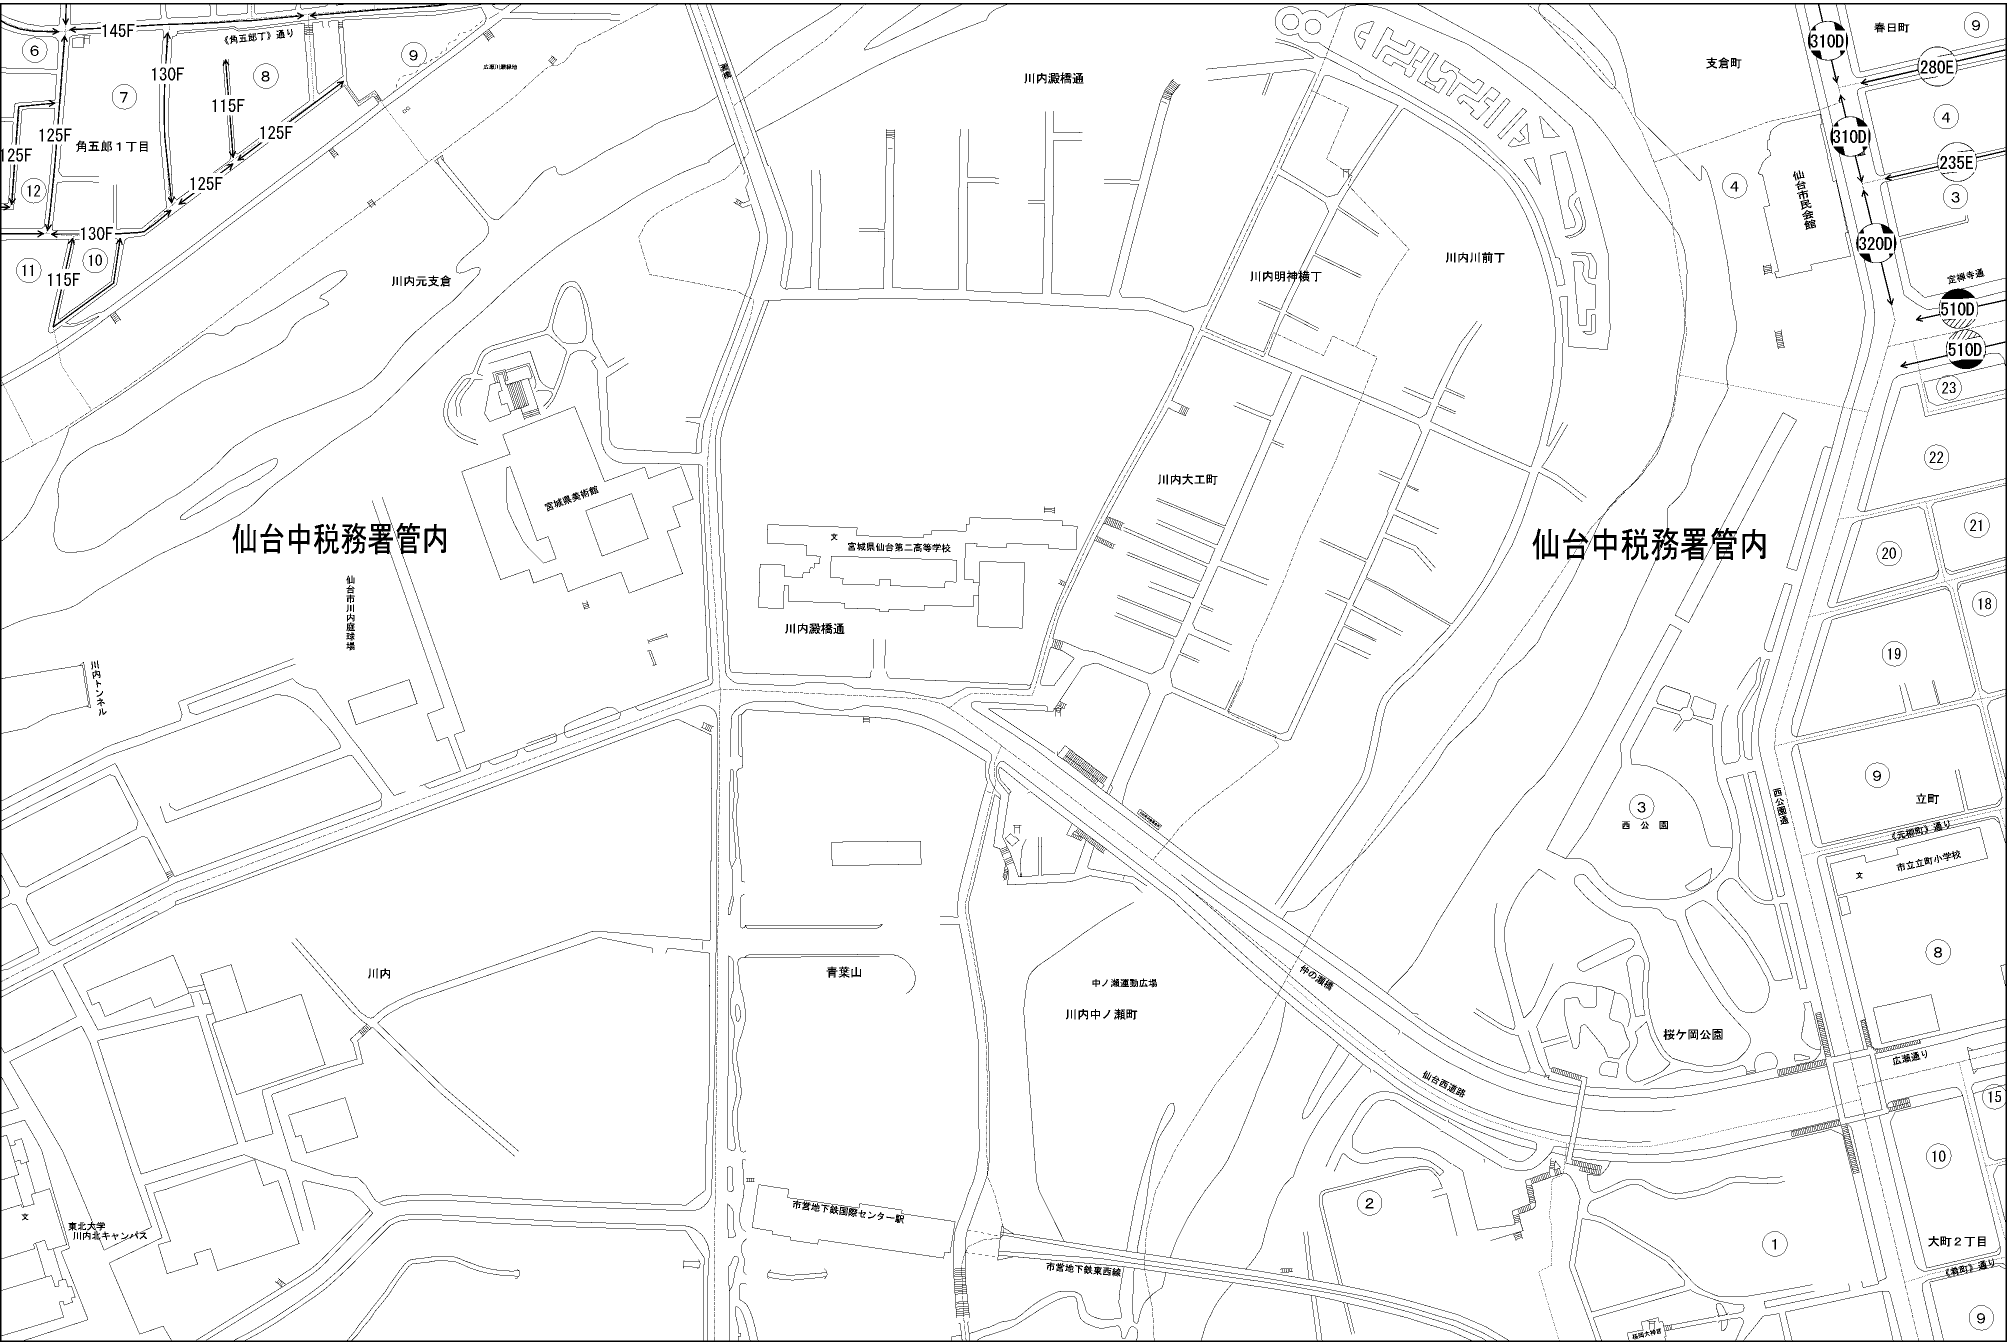 145F
《角五郎丁》通り
6
130F
7
8
9
115F
125F
125F
角五郎1丁目
125F
12
125F
130F
11
10
115F
広瀬川緑地
澱橋
川内元支倉
川内澱橋通
川内明神横丁
川内川前丁
川内大工町
支倉町
春日町
9
310D
280E
4
310D
235E
4
3
仙台市民会館
320D
定禅寺通
510D
510D
23
22
21
20
18
19
9
立町
《元柳町》通り
市立立町小学校
文
8
西公園通
3
西公園
桜ケ岡公園
広瀬通り
15
10
大町2丁目
《肴町》通り
9
1
2
仙台中税務署管内
仙台中税務署管内
宮城県美術館
仙台市川内庭球場
川内トンネル
文
宮城県仙台第二高等学校
川内澱橋通
川内
青葉山
中ノ瀬運動広場
川内中ノ瀬町
仲の瀬橋
仙台西道路
文
東北大学
川内北キャンパス
市営地下鉄国際センター駅
市営地下鉄東西線